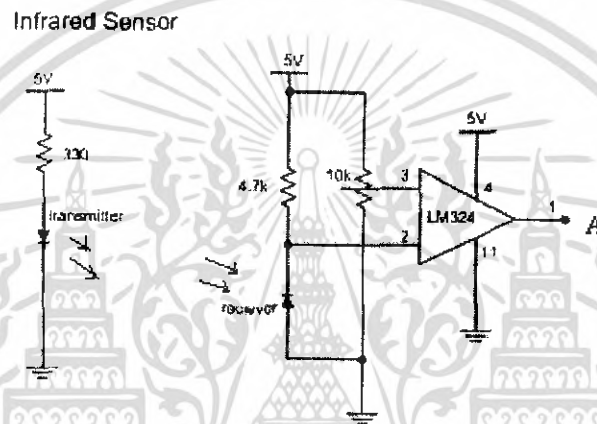 Infrared Sensor
5V
330
transmitter
5V
4.7k
10k
receiver
5V
3
4
2
LM324
1
11
A